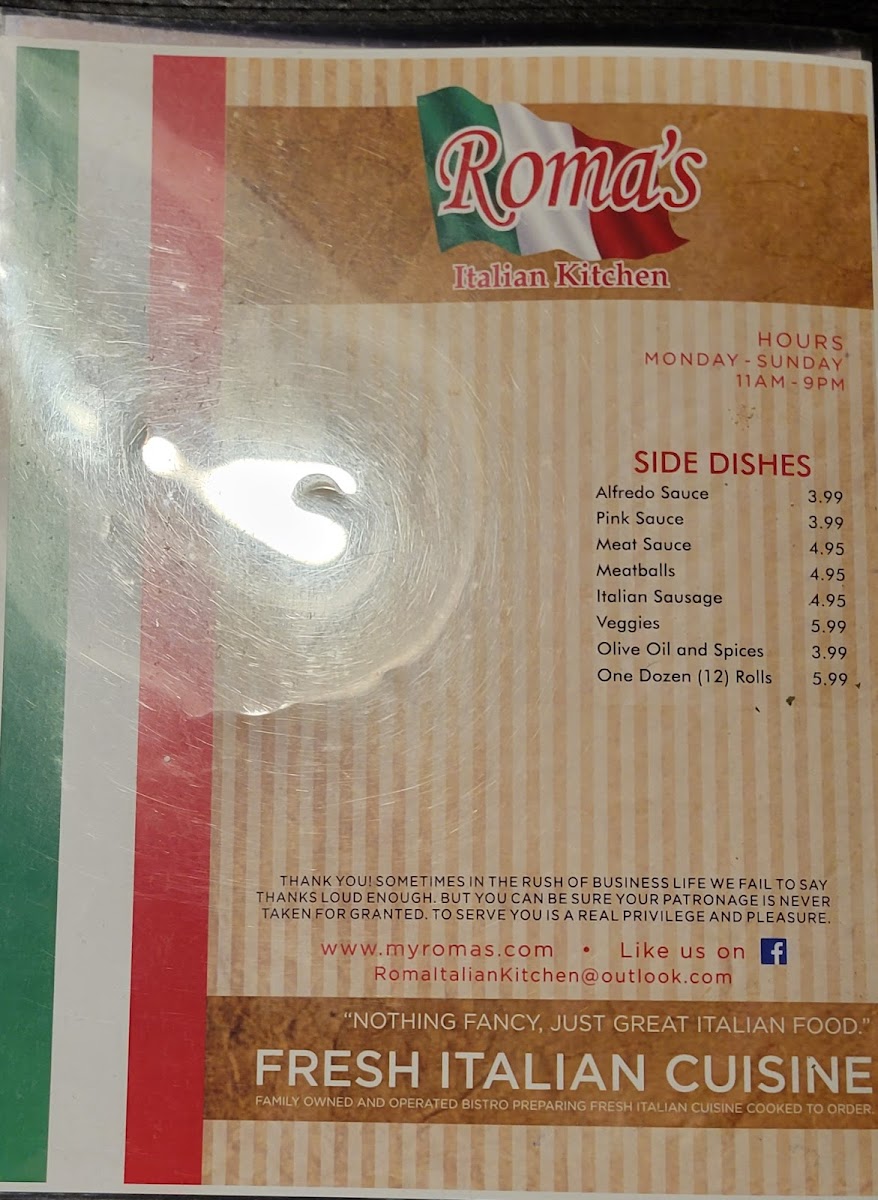 Roma's
Italian Kitchen
HOURS
MONDAY - SUNDAY
11AM - 9PM
SIDE DISHES
Alfredo Sauce 3.99
Pink Sauce 3.99
Meat Sauce 4.95
Meatballs 4.95
Italian Sausage 4.95
Veggies 5.99
Olive Oil and Spices 3.99
One Dozen (12) Rolls 5.99
THANK YOU! SOMETIMES IN THE RUSH OF BUSINESS LIFE WE FAIL TO SAY
THANKS LOUD ENOUGH. BUT YOU CAN BE SURE YOUR PATRONAGE IS NEVER
TAKEN FOR GRANTED. TO SERVE YOU IS A REAL PRIVILEGE AND PLEASURE.
www.myromas.com • Like us on f
RomaItalianKitchen@outlook.com
"NOTHING FANCY, JUST GREAT ITALIAN FOOD."
FRESH ITALIAN CUISINE
FAMILY OWNED AND OPERATED BISTRO PREPARING FRESH ITALIAN CUISINE COOKED TO ORDER.